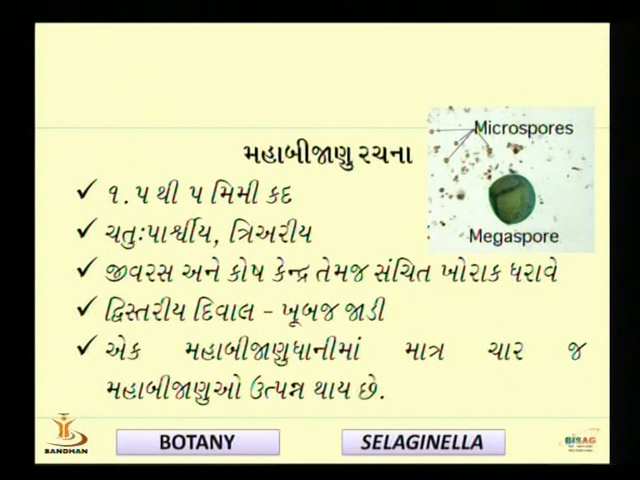 Microspores
મહાબીજાણુ રચના
૧.૫ થી ૫ મિમી કદ
ચતુઃપાર્શ્વીય, ત્રિઅરીય
Megaspore
જીવરસ અને કોષ કેન્દ્ર તેમજ સંચિત ખોરાક ધરાવે
દ્વિસ્તરીય દિવાલ - ખૂબજ જાડી
એક મહાબીજાણુધાનીમાં માત્ર ચાર જ
મહાબીજાણુઓ ઉત્પન્ન થાય છે.
SANDHAN
BOTANY
SELAGINELLA
BISAG